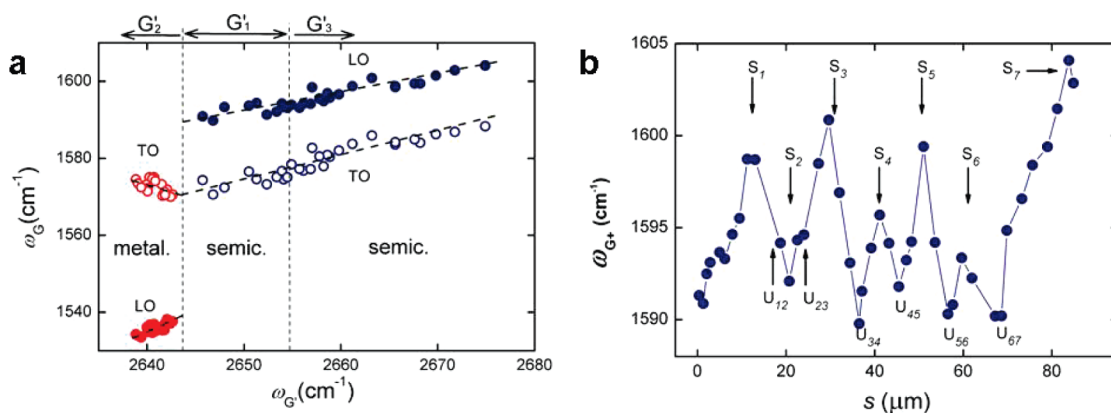 a
G'2 G'1 G'3
1600
1580
1560
1540
ωG(cm-1)
LO
TO
TO
LO
metal. semic. semic.
2640 2650 2660 2670 2680
ωG'(cm-1)
b
1605
1600
1595
1590
ωG+ (cm-1)
S1 S2 S3 S4 S5 S6 S7
U12 U23 U34 U45 U56 U67
0 20 40 60 80
s (μm)